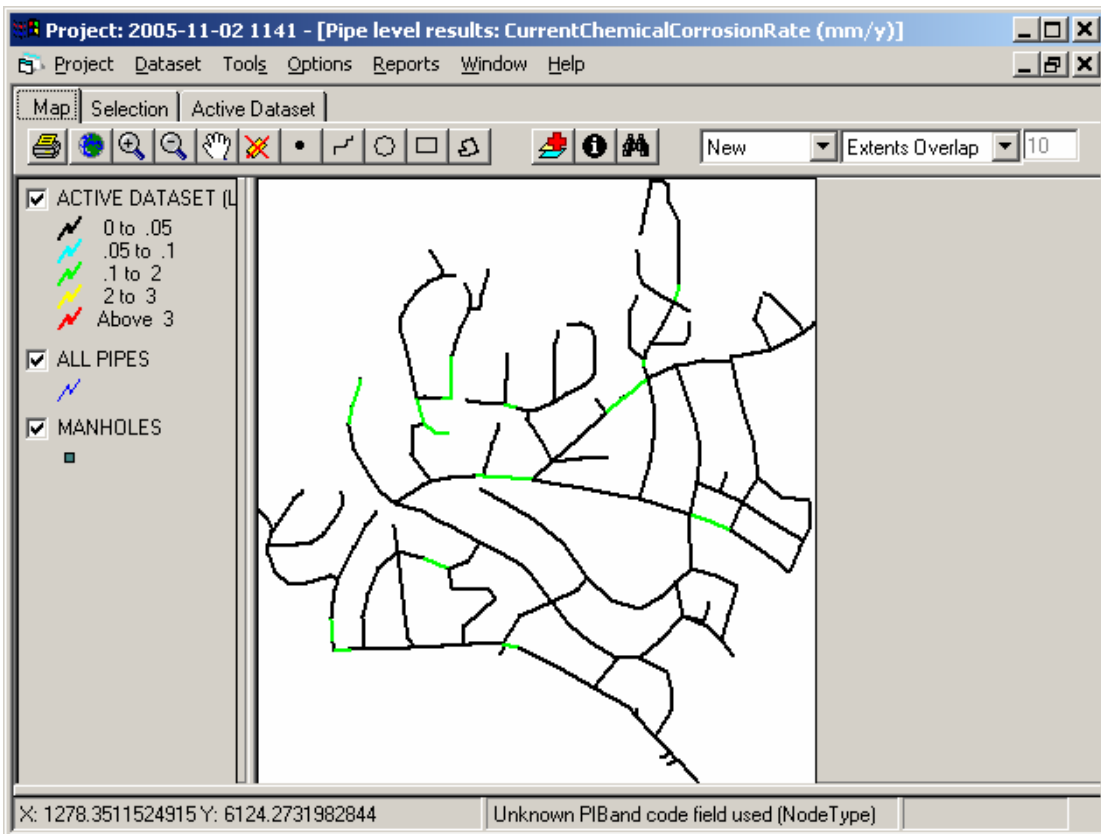 Project: 2005-11-02 1141 - [Pipe level results: CurrentChemicalCorrosionRate (mm/y)]
Project Dataset Tools Options Reports Window Help
Map Selection Active Dataset
New Extents Overlap 10
ACTIVE DATASET (L
0 to .05
.05 to .1
.1 to 2
2 to 3
Above 3
ALL PIPES
MANHOLES
X: 1278.3511524915 Y: 6124.2731982844 Unknown PIBand code field used (NodeType)